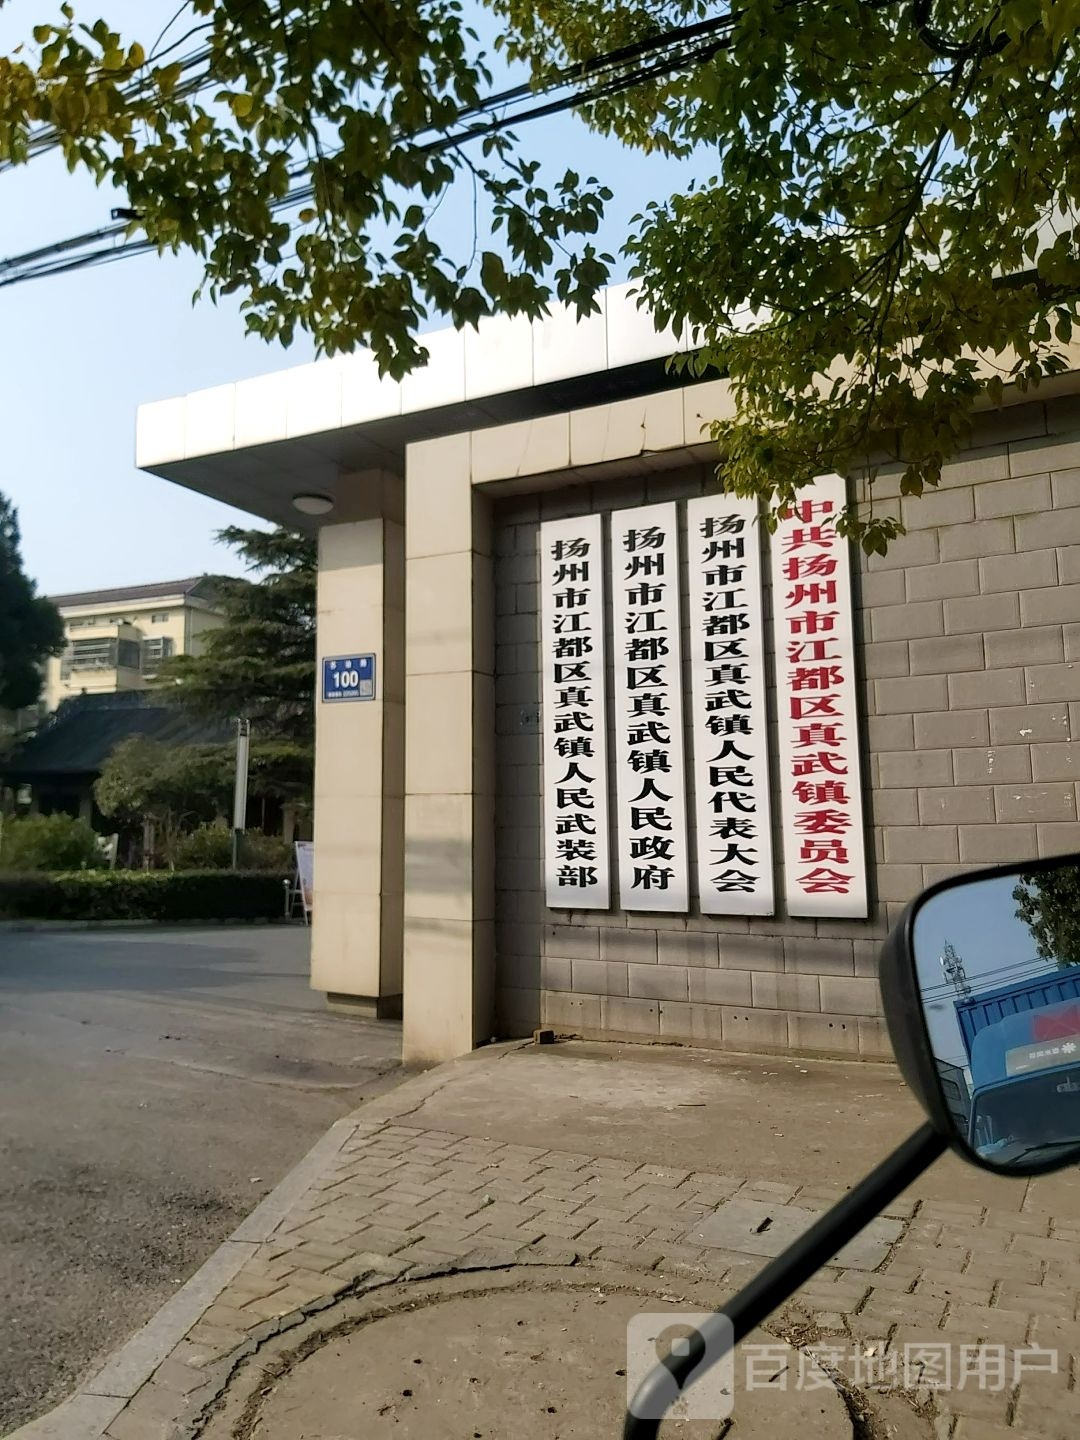 中共扬州市江都区真武镇委员会
扬州市江都区真武镇人民代表大会
扬州市江都区真武镇人民政府
扬州市江都区真武镇人民武装部
100
百度地图用户